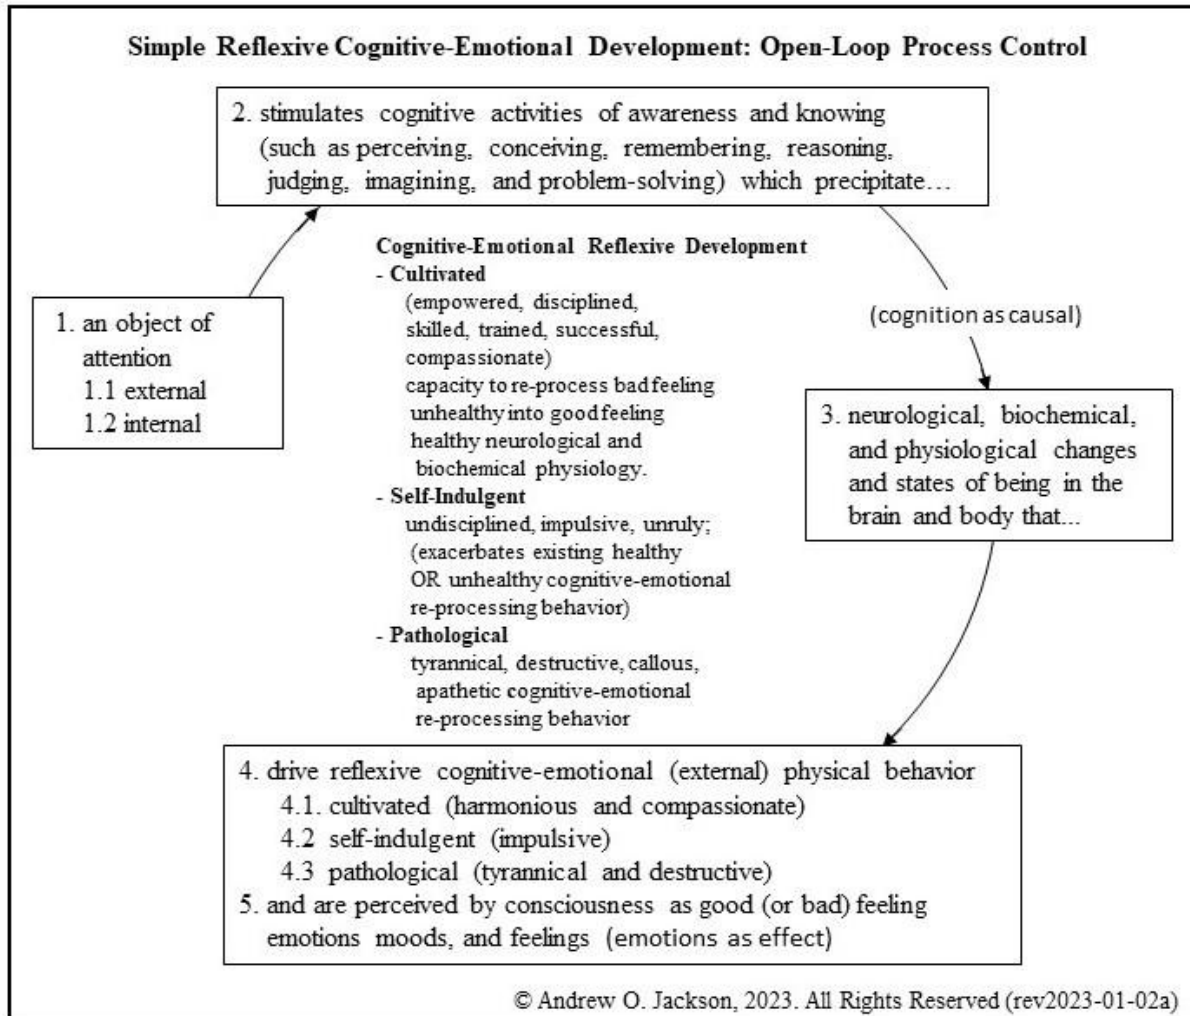 Simple Reflexive Cognitive-Emotional Development: Open-Loop Process Control
2. stimulates cognitive activities of awareness and knowing
(such as perceiving, conceiving, remembering, reasoning,
judging, imagining, and problem-solving) which precipitate...
1. an object of
attention
1.1 external
1.2 internal
Cognitive-Emotional Reflexive Development
- Cultivated
(empowered, disciplined,
skilled, trained, successful,
compassionate)
capacity to re-process bad feeling
unhealthy into good feeling
healthy neurological and
biochemical physiology.
- Self-Indulgent
undisciplined, impulsive, unruly;
(exacerbates existing healthy
OR unhealthy cognitive-emotional
re-processing behavior)
- Pathological
tyrannical, destructive, callous,
apathetic cognitive-emotional
re-processing behavior
(cognition as causal)
3. neurological, biochemical,
and physiological changes
and states of being in the
brain and body that...
4. drive reflexive cognitive-emotional (external) physical behavior
4.1. cultivated (harmonious and compassionate)
4.2 self-indulgent (impulsive)
4.3 pathological (tyrannical and destructive)
5. and are perceived by consciousness as good (or bad) feeling
emotions moods, and feelings (emotions as effect)
© Andrew O. Jackson, 2023. All Rights Reserved (rev2023-01-02a)